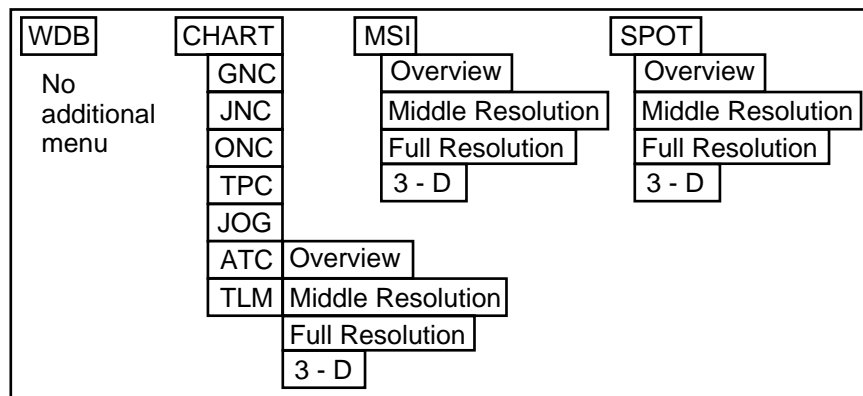 WDB CHART MSI SPOT
No
additional
menu
GNC
JNC
ONC
TPC
JOG
ATC
TLM
Overview
Middle Resolution
Full Resolution
3 - D
Overview
Middle Resolution
Full Resolution
3 - D
Overview
Middle Resolution
Full Resolution
3 - D